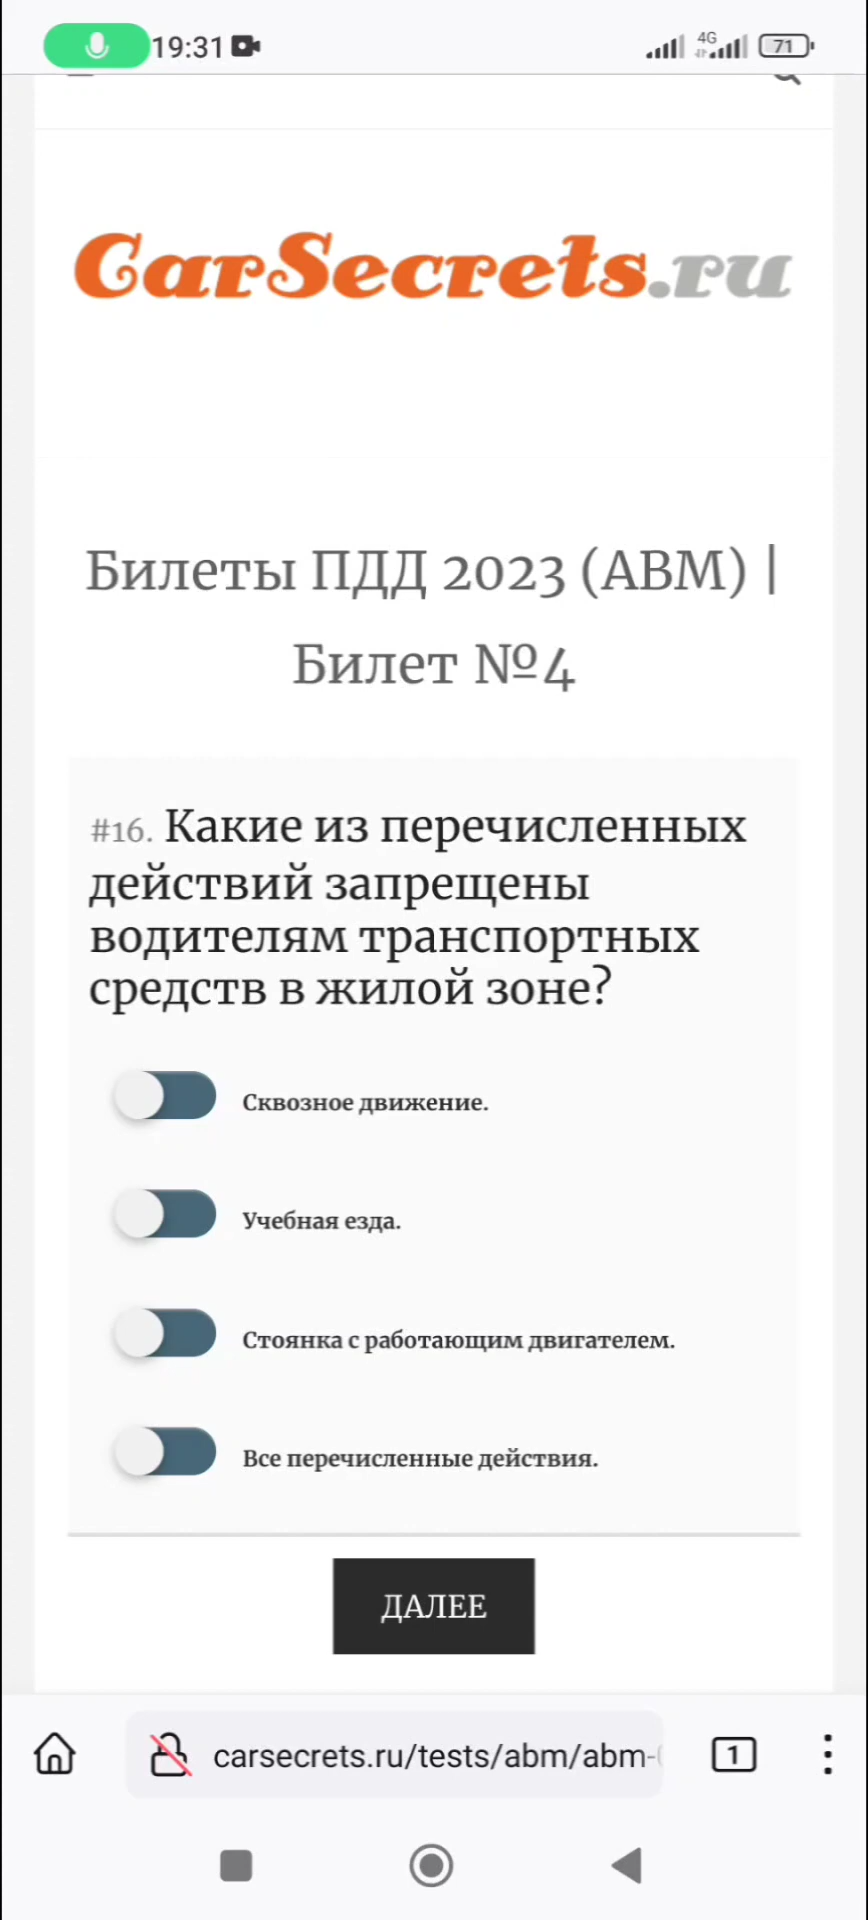 19:31
4G
71
CarSecrets.ru
Билеты ПДД 2023 (АВМ) |
Билет №4
#16. Какие из перечисленных
действий запрещены
водителям транспортных
средств в жилой зоне?
Сквозное движение.
Учебная езда.
Стоянка с работающим двигателем.
Все перечисленные действия.
ДАЛЕЕ
carsecrets.ru/tests/abm/abm-
1